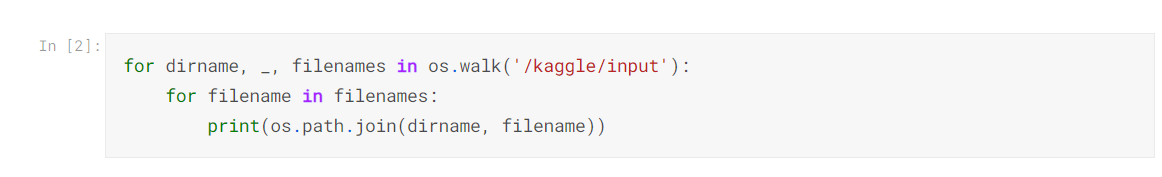 In [2]:
for dirname, _, filenames in os.walk('/kaggle/input'):
    for filename in filenames:
        print(os.path.join(dirname, filename))